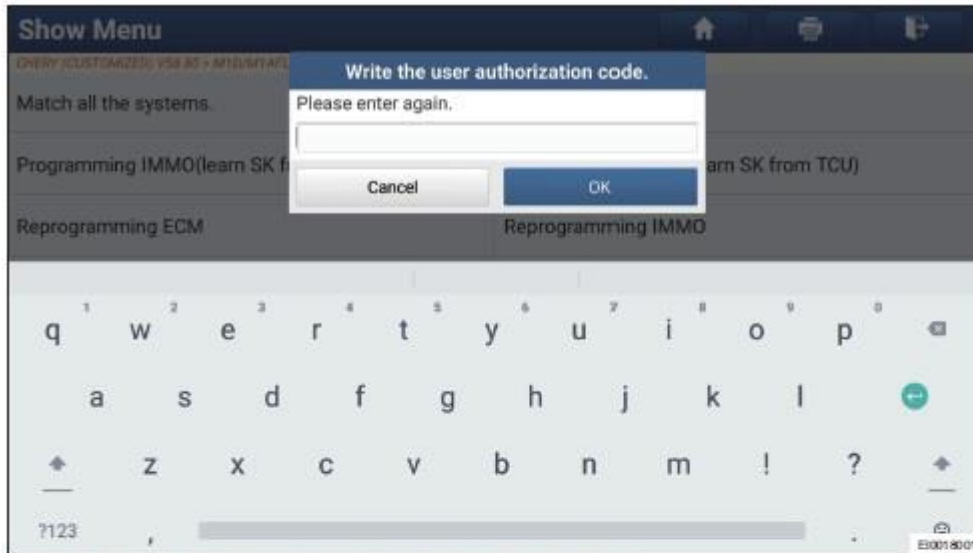 Show Menu
Write the user authorization code.
Please enter again.
Match all the systems.
Programming IMMO(learn SK f
arn SK from TCU)
Cancel
OK
Reprogramming ECM
Reprogramming IMMO
1 2 3 4 5 6 7 8 9 0
q w e r t y u i o p
a s d f g h j k l
z x c v b n m ! ?
?123 , .